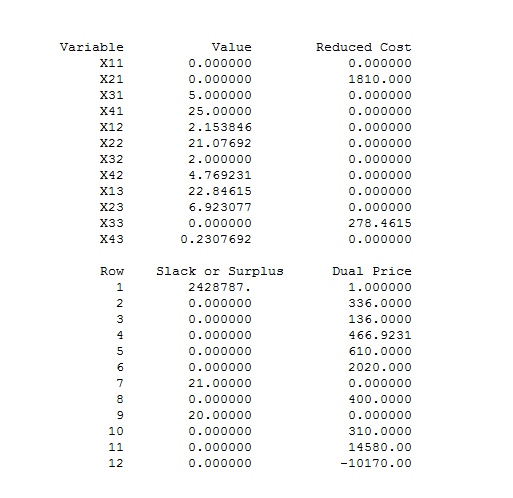 Variable Value Reduced Cost
X11 0.000000 0.000000
X21 0.000000 1810.000
X31 5.000000 0.000000
X41 25.00000 0.000000
X12 2.153846 0.000000
X22 21.07692 0.000000
X32 2.000000 0.000000
X42 4.769231 0.000000
X13 22.84615 0.000000
X23 6.923077 0.000000
X33 0.000000 278.4615
X43 0.2307692 0.000000
Row Slack or Surplus Dual Price
1 2428787. 1.000000
2 0.000000 336.0000
3 0.000000 136.0000
4 0.000000 466.9231
5 0.000000 610.0000
6 0.000000 2020.000
7 21.00000 0.000000
8 0.000000 400.0000
9 20.00000 0.000000
10 0.000000 310.0000
11 0.000000 14580.00
12 0.000000 -10170.00